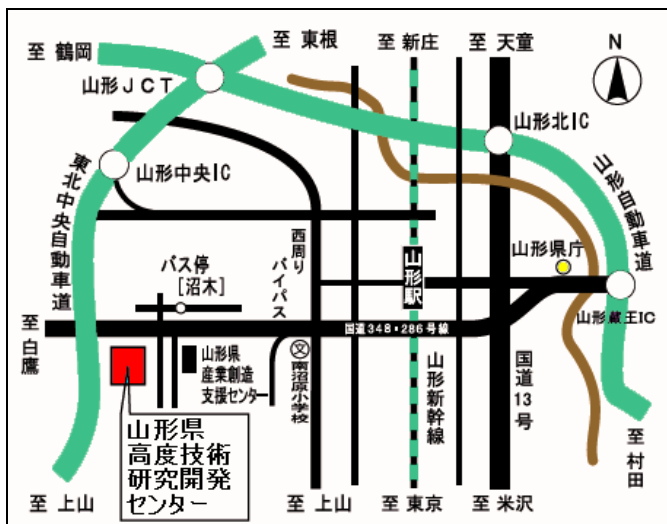 至 鶴岡
至 東根
至 新庄
至 天童
N
山形JCT
山形北IC
山形中央IC
東北中央自動車道
山形自動車道
西周り
バイパス
山形県庁
山形駅
バス停
[沼木]
至
白鷹
国道348・286号線
山形蔵王IC
文
南沼原小学校
山形県
産業創造
支援センター
山形新幹線
国道13号
山形県
高度技術
研究開発
センター
至
村田
至 上山
至 上山
至 東京
至 米沢